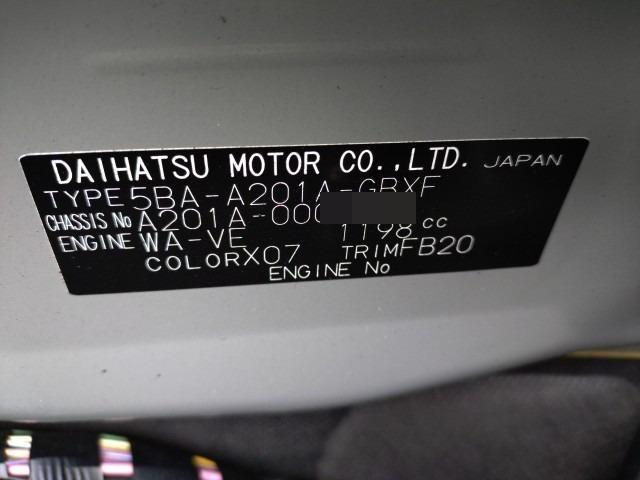 DAIHATSU MOTOR CO.,LTD. JAPAN
TYPE 5BA-A201A-GBXF
CHASSIS No A201A-000
ENGINE WA-VE 1198 cc
COLOR X07 TRIM FB20
ENGINE No